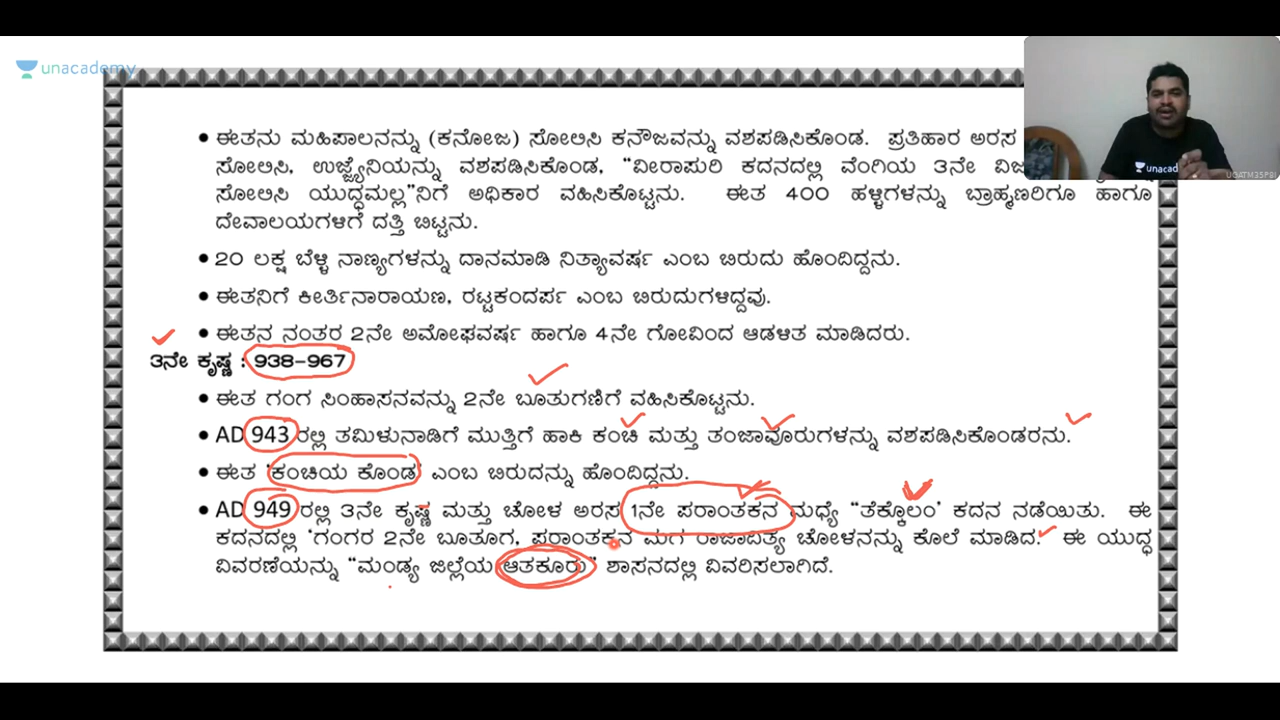 unacademy
• ಈತನು ಮಹಿಪಾಲನನ್ನು (ಕನೋಜ) ಸೋಲಿಸಿ ಕನೌಜವನ್ನು ವಶಪಡಿಸಿಕೊಂಡ. ಪ್ರತಿಹಾರ ಅರಸ
ಸೋಲಿಸಿ, ಉಜ್ಜೈನಿಯನ್ನು ವಶಪಡಿಸಿಕೊಂಡ, “ವೀರಾಪುರಿ ಕದನದಲ್ಲಿ ವೆಂಗಿಯ 3ನೇ
ಸೋಲಿಸಿ ಯುದ್ಧಮಲ್ಲ”ನಿಗೆ ಅಧಿಕಾರ ವಹಿಸಿಕೊಟ್ಟನು. ಈತ 400 ಹಳ್ಳಿಗಳನ್ನು ಬ್ರಾಹ್ಮಣರಿಗೂ ಹಾಗೂ
ದೇವಾಲಯಗಳಿಗೆ ದತ್ತಿ ಬಿಟ್ಟನು.
• 20 ಲಕ್ಷ ಬೆಳ್ಳಿ ನಾಣ್ಯಗಳನ್ನು ದಾನಮಾಡಿ ನಿತ್ಯಾವರ್ಷ ಎಂಬ ಬಿರುದು ಹೊಂದಿದ್ದನು.
• ಈತನಿಗೆ ಕೀರ್ತಿನಾರಾಯಣ, ರಟ್ಟಕಂದರ್ಪ ಎಂಬ ಬಿರುದುಗಳಿದ್ದವು.
• ಈತನ ನಂತರ 2ನೇ ಅಮೋಘವರ್ಷ ಹಾಗೂ 4ನೇ ಗೋವಿಂದ ಆಡಳಿತ ಮಾಡಿದರು.
3ನೇ ಕೃಷ್ಣ : 938-967
• ಈತ ಗಂಗ ಸಿಂಹಾಸನವನ್ನು 2ನೇ ಬೂತುಗಣಿಗೆ ವಹಿಸಿಕೊಟ್ಟನು.
• AD 943 ರಲ್ಲಿ ತಮಿಳುನಾಡಿಗೆ ಮುತ್ತಿಗೆ ಹಾಕಿ ಕಂಚಿ ಮತ್ತು ತಂಜಾವೂರುಗಳನ್ನು ವಶಪಡಿಸಿಕೊಂಡರನು.
• ಈತ ‘ಕಂಚಿಯ ಕೊಂಡ’ ಎಂಬ ಬಿರುದನ್ನು ಹೊಂದಿದ್ದನು.
• AD 949 ರಲ್ಲಿ 3ನೇ ಕೃಷ್ಣ ಮತ್ತು ಚೋಳ ಅರಸ 1ನೇ ಪರಾಂತಕನ ಮಧ್ಯೆ “ತೆಕ್ಕೊಲಂ” ಕದನ ನಡೆಯಿತು. ಈ
ಕದನದಲ್ಲಿ ‘ಗಂಗರ 2ನೇ ಬೂತೂಗ, ಪರಾಂತಕನ ಮಗ ರಾಜಾದಿತ್ಯ ಚೋಳನನ್ನು ಕೊಲೆ ಮಾಡಿದ. ಈ ಯುದ್ಧ
ವಿವರಣೆಯನ್ನು “ಮಂಡ್ಯ ಜಿಲ್ಲೆಯ ಆತಕೂರು” ಶಾಸನದಲ್ಲಿ ವಿವರಿಸಲಾಗಿದೆ.